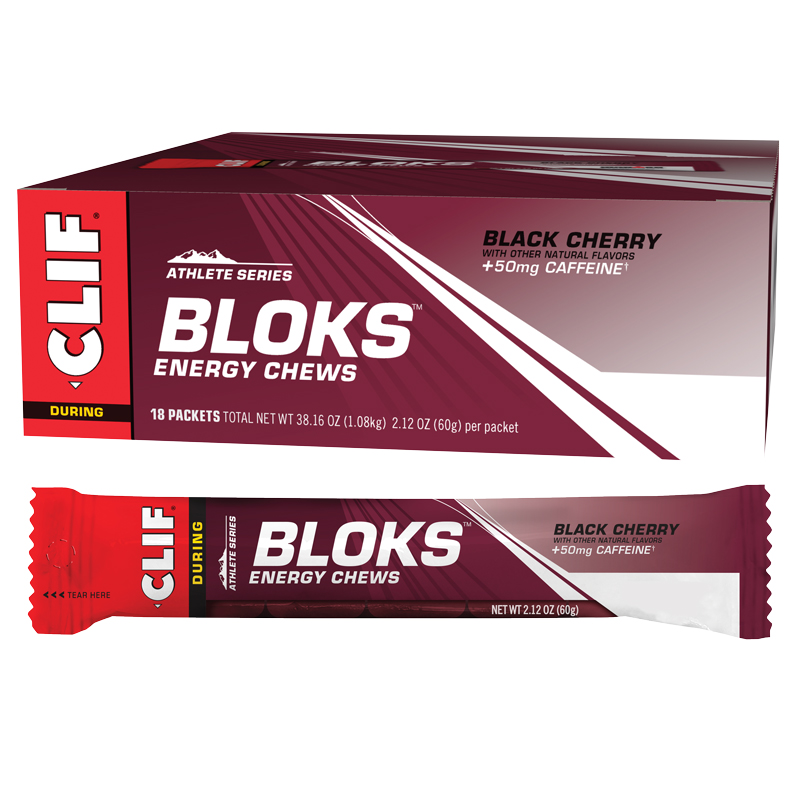 CLIF®
DURING
ATHLETE SERIES
BLOKS™
ENERGY CHEWS
18 PACKETS TOTAL NET WT 38.16 OZ (1.08kg) 2.12 OZ (60g) per packet
BLACK CHERRY
WITH OTHER NATURAL FLAVORS
+50mg CAFFEINE†
<<< TEAR HERE
CLIF®
DURING
ATHLETE SERIES
BLOKS™
ENERGY CHEWS
NET WT 2.12 OZ (60g)
BLACK CHERRY
WITH OTHER NATURAL FLAVORS
+50mg CAFFEINE†